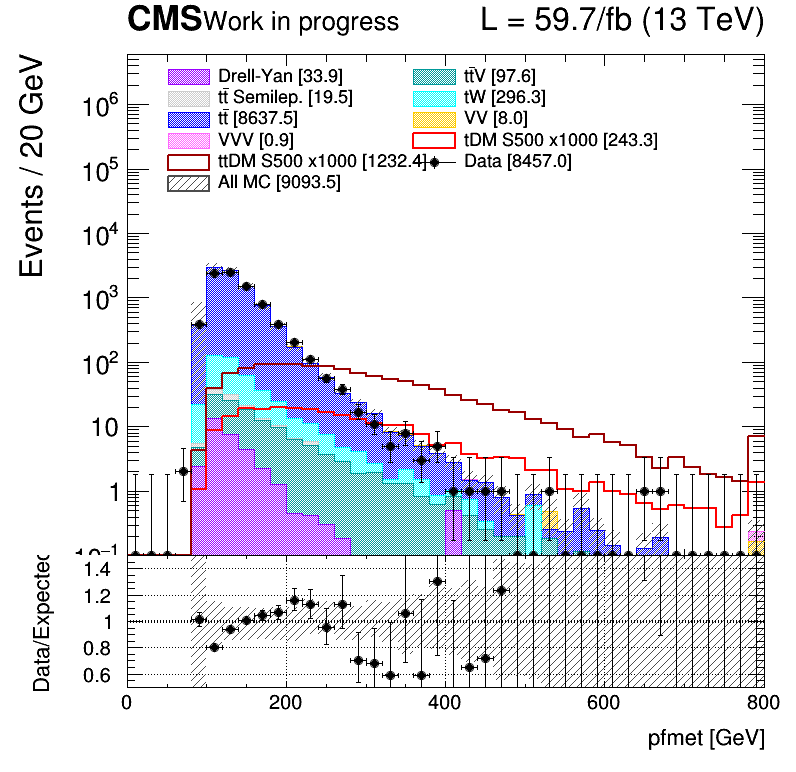 CMS Work in progress L = 59.7/fb (13 TeV)
Events / 20 GeV
Drell-Yan [33.9] tt̄V [97.6]
tt̄ Semilep. [19.5] tW [296.3]
tt̄ [8637.5] VV [8.0]
VVV [0.9] tDM S500 x1000 [243.3]
ttDM S500 x1000 [1232.4] Data [8457.0]
All MC [9093.5]
10⁶
10⁵
10⁴
10³
10²
10
1
10⁻¹
Data/Expected
1.4
1.2
1
0.8
0.6
0 200 400 600 800
pfmet [GeV]